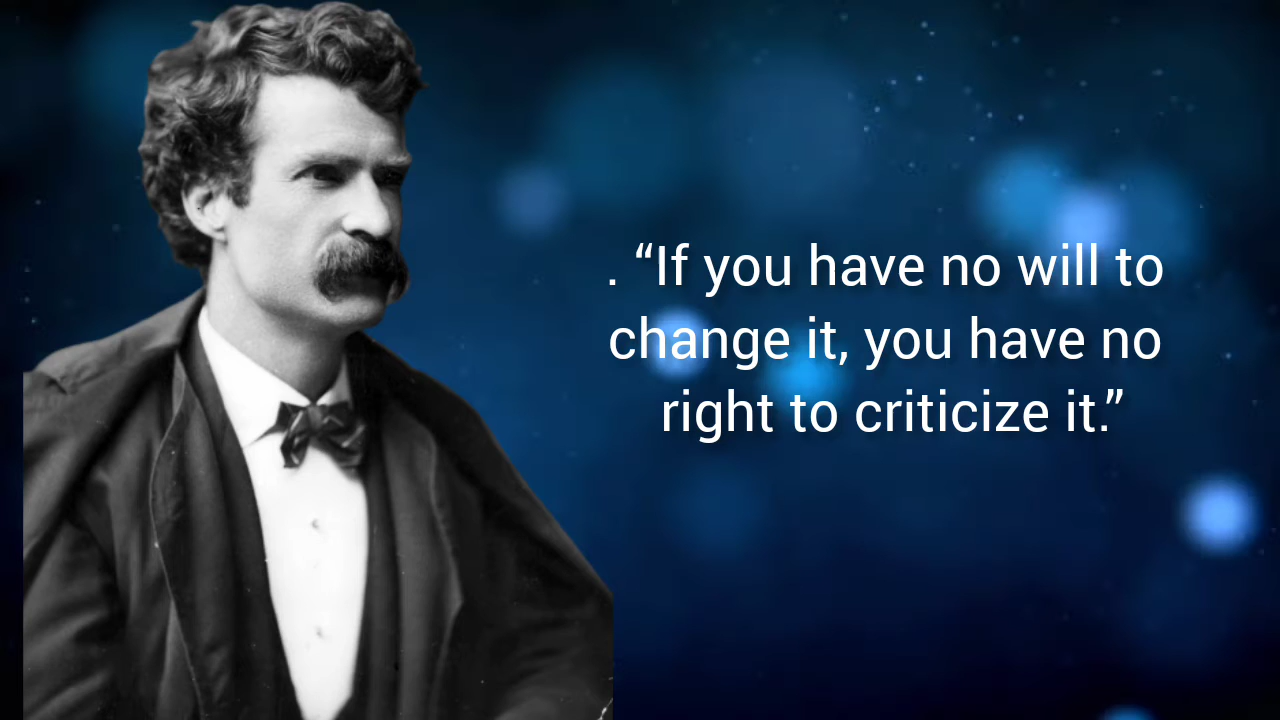 . “If you have no will to
change it, you have no
right to criticize it.”